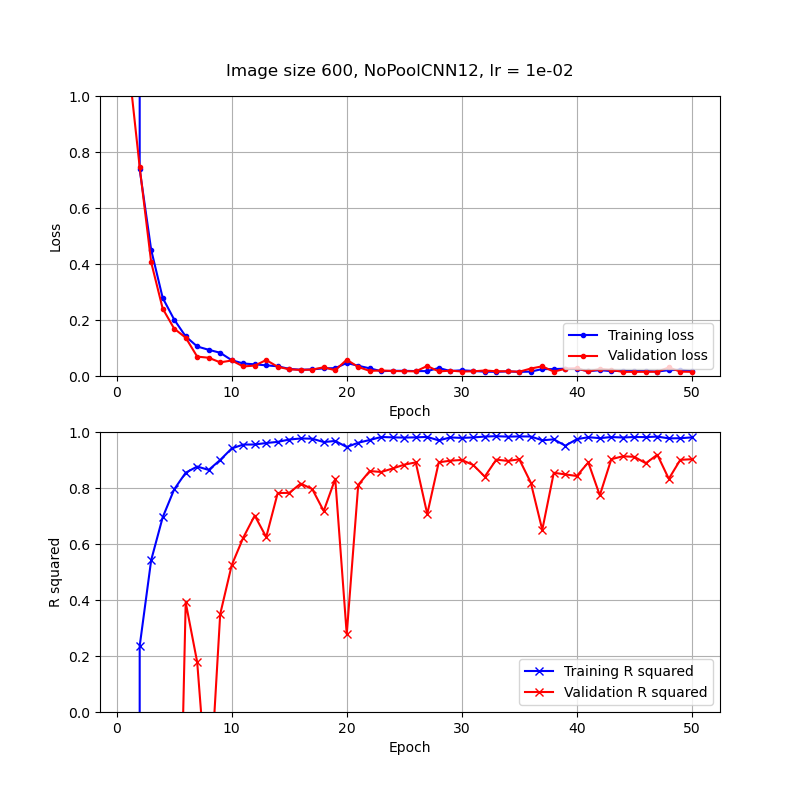 Image size 600, NoPoolCNN12, lr = 1e-02
1.0
0.8
0.6
0.4
0.2
0.0
Loss
Training loss
Validation loss
0 10 20 30 40 50
Epoch
1.0
0.8
0.6
0.4
0.2
0.0
R squared
Training R squared
Validation R squared
0 10 20 30 40 50
Epoch